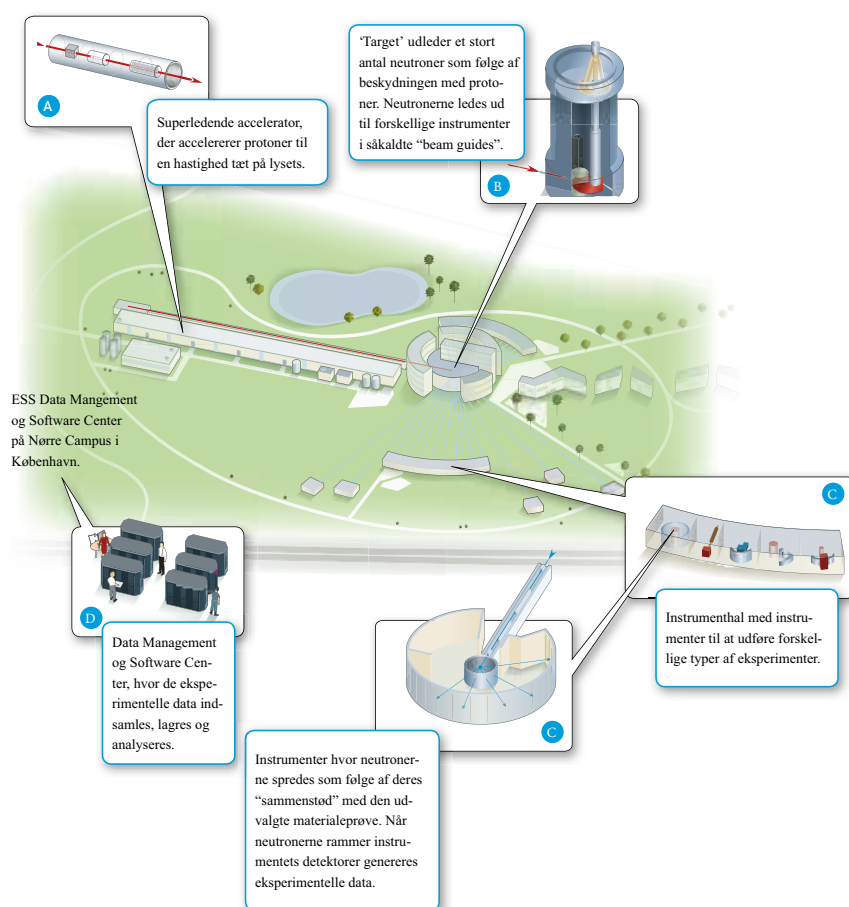 A
Superledende accelerator,
der accelererer protoner til
en hastighed tæt på lysets.
‘Target’ udleder et stort
antal neutroner som følge af
beskydningen med proto-
ner. Neutronerne ledes ud
til forskellige instrumenter
i såkaldte “beam guides”.
B
ESS Data Mangement
og Software Center
på Nørre Campus i
København.
D
Data Management
og Software Cen-
ter, hvor de ekspe-
rimentelle data ind-
samles, lagres og
analyseres.
C
Instrumenthal med instru-
menter til at udføre forskel-
lige typer af eksperimenter.
C
Instrumenter hvor neutroner-
ne spredes som følge af deres
“sammenstød” med den ud-
valgte materialeprøve. Når
neutronerne rammer instru-
mentets detektorer genereres
eksperimentelle data.